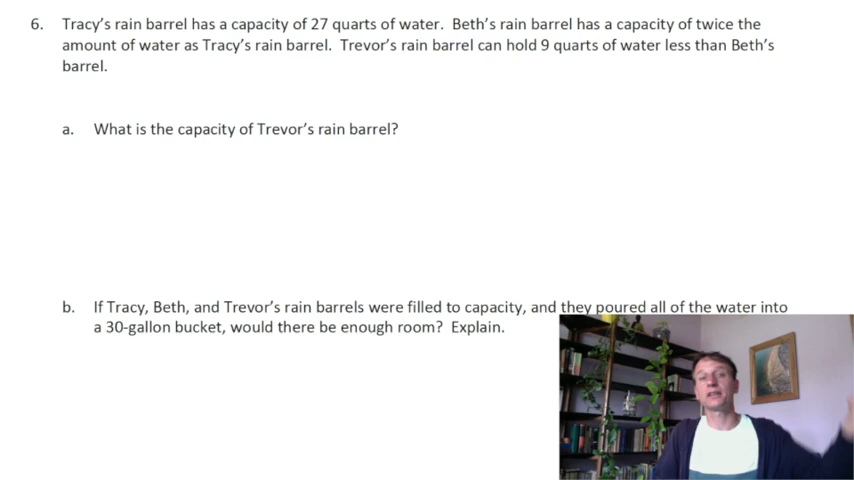 6. Tracy's rain barrel has a capacity of 27 quarts of water. Beth's rain barrel has a capacity of twice the
amount of water as Tracy's rain barrel. Trevor's rain barrel can hold 9 quarts of water less than Beth's
barrel.
a. What is the capacity of Trevor's rain barrel?
b. If Tracy, Beth, and Trevor's rain barrels were filled to capacity, and they poured all of the water into
a 30-gallon bucket, would there be enough room? Explain.